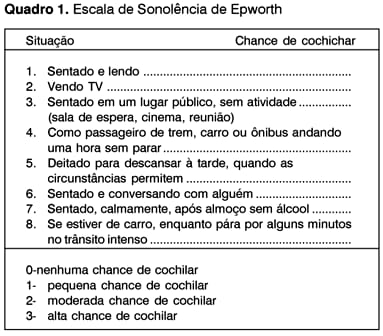 Quadro 1. Escala de Sonolência de Epworth
Situação Chance de cochichar
1. Sentado e lendo ..............................................................
2. Vendo TV .........................................................................
3. Sentado em um lugar público, sem atividade ...............
(sala de espera, cinema, reunião)
4. Como passageiro de trem, carro ou ônibus andando
uma hora sem parar ........................................................
5. Deitado para descansar à tarde, quando as
circunstâncias permitem .................................................
6. Sentado e conversando com alguém ............................
7. Sentado, calmamente, após almoço sem álcool ...........
8. Se estiver de carro, enquanto pára por alguns minutos
no trânsito intenso ............................................................
0-nenhuma chance de cochilar
1- pequena chance de cochilar
2- moderada chance de cochilar
3- alta chance de cochilar